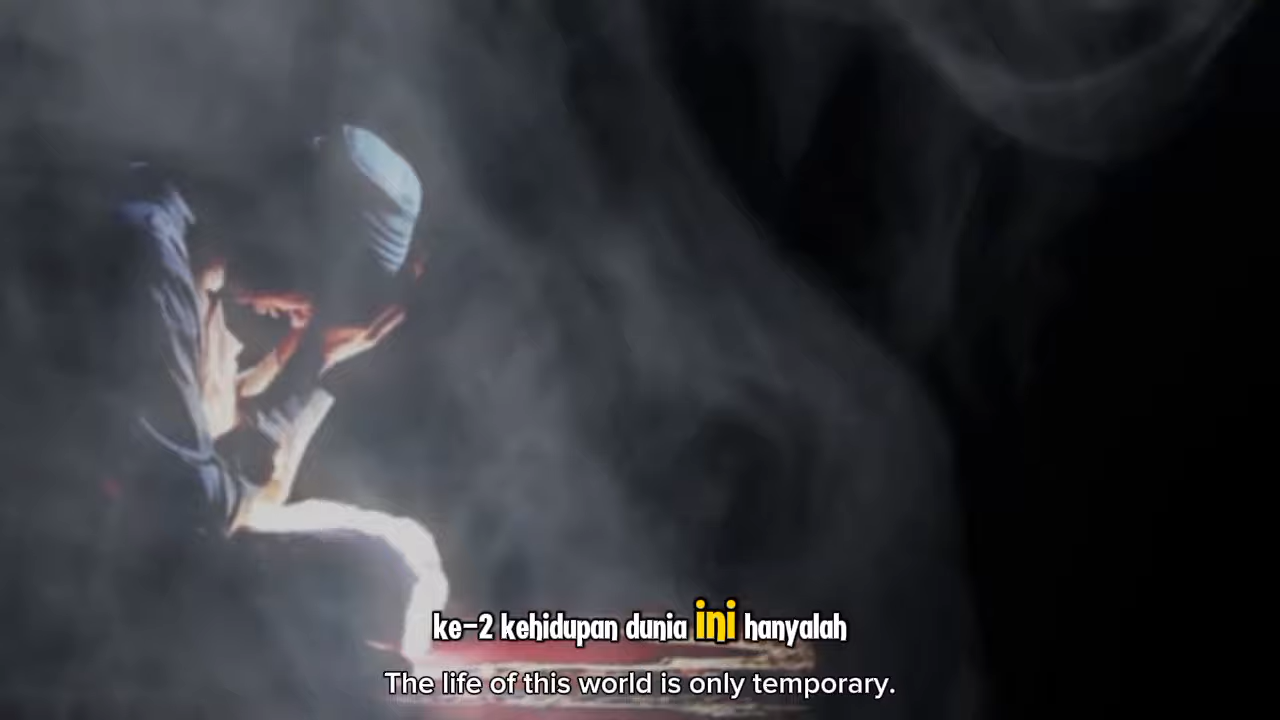 ke-2 kehidupan dunia ini hanyalah
The life of this world is only temporary.